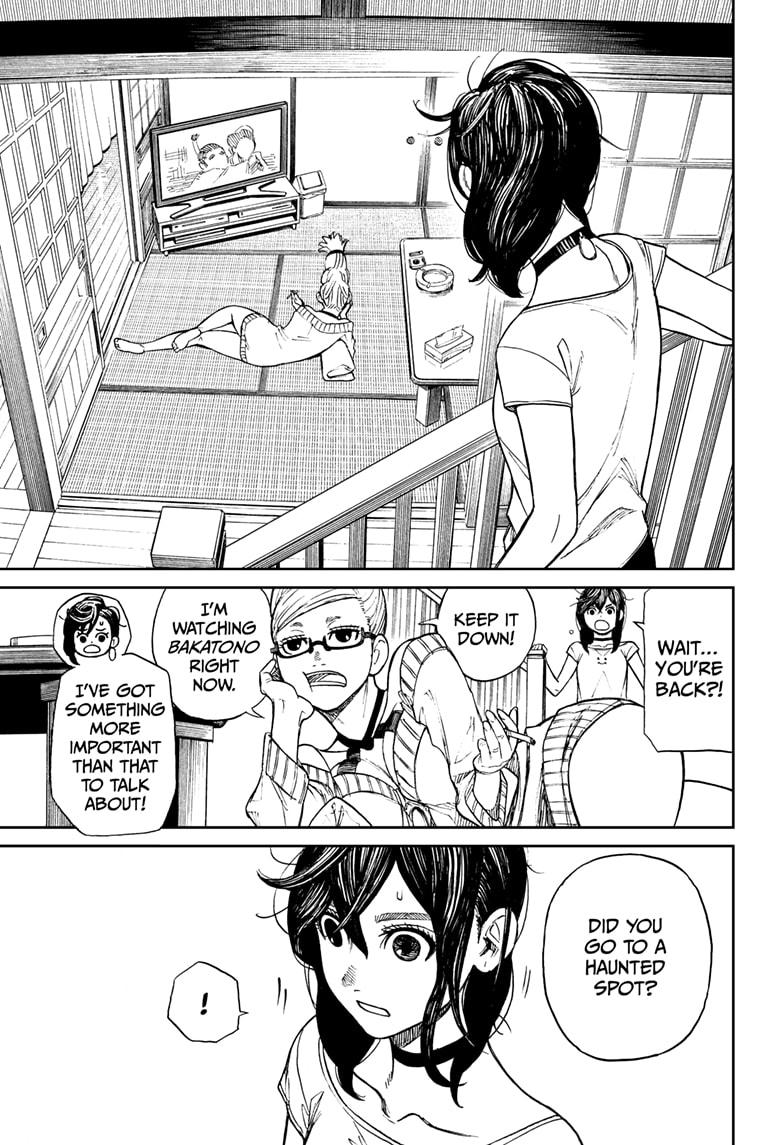 WAIT...
YOU'RE
BACK?!
KEEP IT
DOWN!
I'M
WATCHING
BAKATONO
RIGHT
NOW.
I'VE GOT
SOMETHING
MORE
IMPORTANT
THAN THAT
TO TALK
ABOUT!
DID YOU
GO TO A
HAUNTED
SPOT?
!